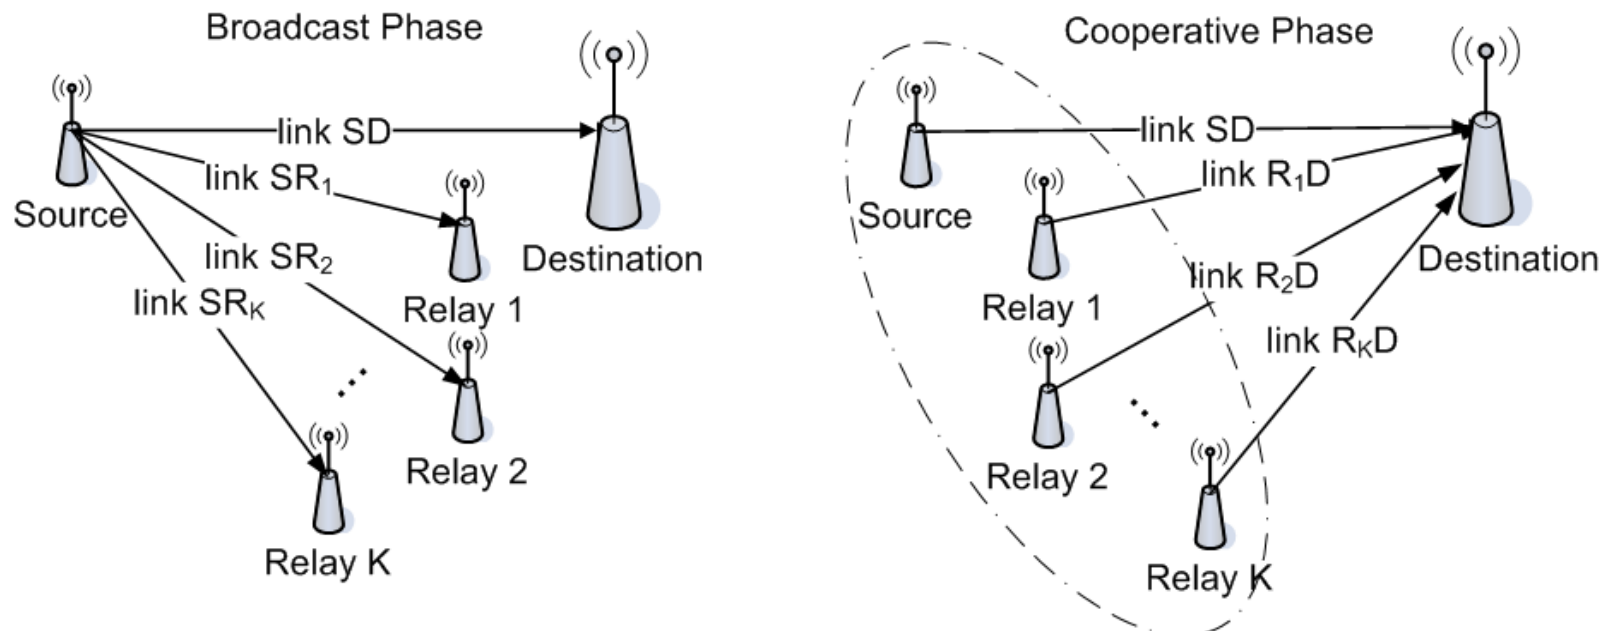 Broadcast Phase
link SD
link SR₁
Source
link SR₂
Destination
link SRK
Relay 1
Relay 2
Relay K
Cooperative Phase
link SD
link R₁D
Source
Destination
link R₂D
Relay 1
link RKD
Relay 2
Relay K